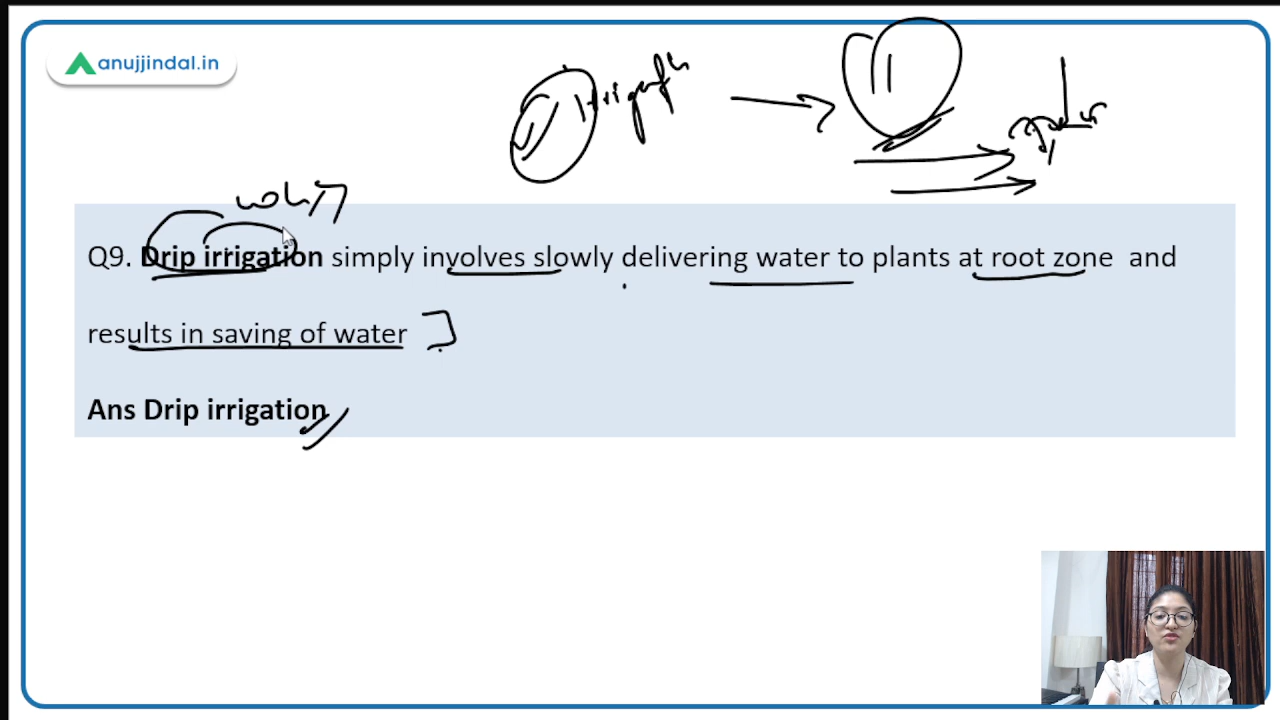 anujjindal.in
Q9. Drip irrigation simply involves slowly delivering water to plants at root zone and
results in saving of water
Ans Drip irrigation